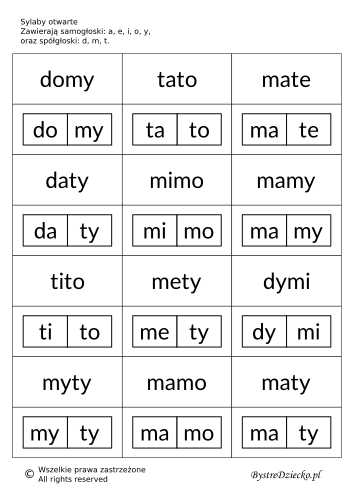 Sylaby otwarte
Zawierają samogłoski: a, e, i, o, y,
oraz spółgłoski: d, m, t.
domy tato mate
do my ta to ma te
daty mimo mamy
da ty mi mo ma my
tito mety dymi
ti to me ty dy mi
myty mamo maty
my ty ma mo ma ty
© Wszelkie prawa zastrzeżone
All rights reserved
BystreDziecko.pl